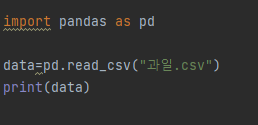 import pandas as pd
data=pd.read_csv("과일.csv")
print(data)